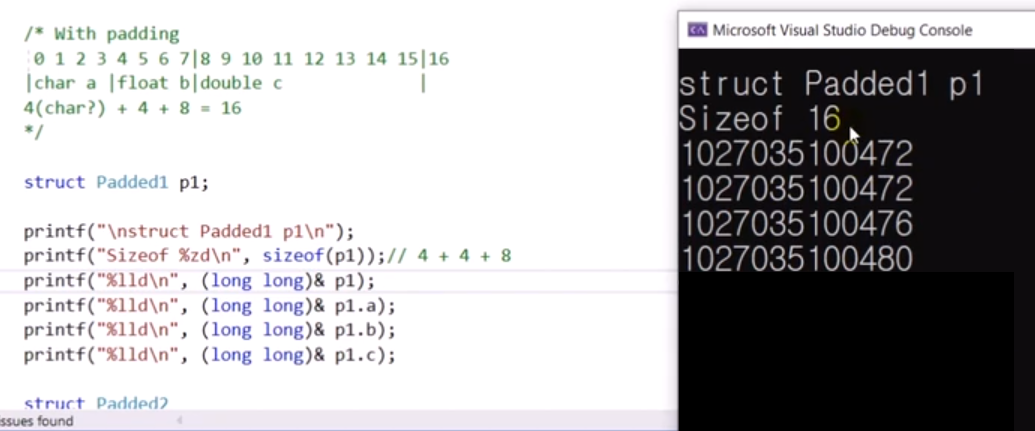 /* With padding
0 1 2 3 4 5 6 7|8 9 10 11 12 13 14 15|16
|char a |float b|double c |
4(char?) + 4 + 8 = 16
*/
struct Padded1 p1;
printf("\nstruct Padded1 p1\n");
printf("Sizeof %zd\n", sizeof(p1));// 4 + 4 + 8
printf("%lld\n", (long long)& p1);
printf("%lld\n", (long long)& p1.a);
printf("%lld\n", (long long)& p1.b);
printf("%lld\n", (long long)& p1.c);
struct Padded2
ssues found
Microsoft Visual Studio Debug Console
struct Padded1 p1
Sizeof 16
1027035100472
1027035100472
1027035100476
1027035100480